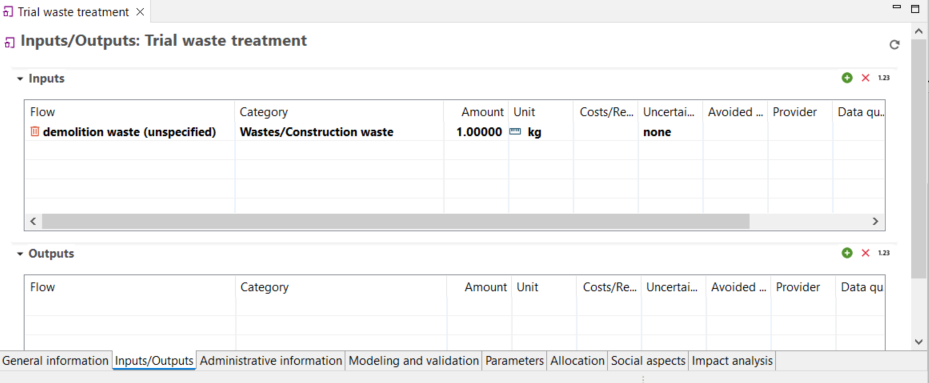 Trial waste treatment
Inputs/Outputs: Trial waste treatment
Inputs
1.23
Flow Category Amount Unit Costs/Re... Uncertai... Avoided ... Provider Data qu...
demolition waste (unspecified) Wastes/Construction waste 1.00000 kg none
Outputs
1.23
Flow Category Amount Unit Costs/Re... Uncertai... Avoided ... Provider Data qu
General information Inputs/Outputs Administrative information Modeling and validation Parameters Allocation Social aspects Impact analysis